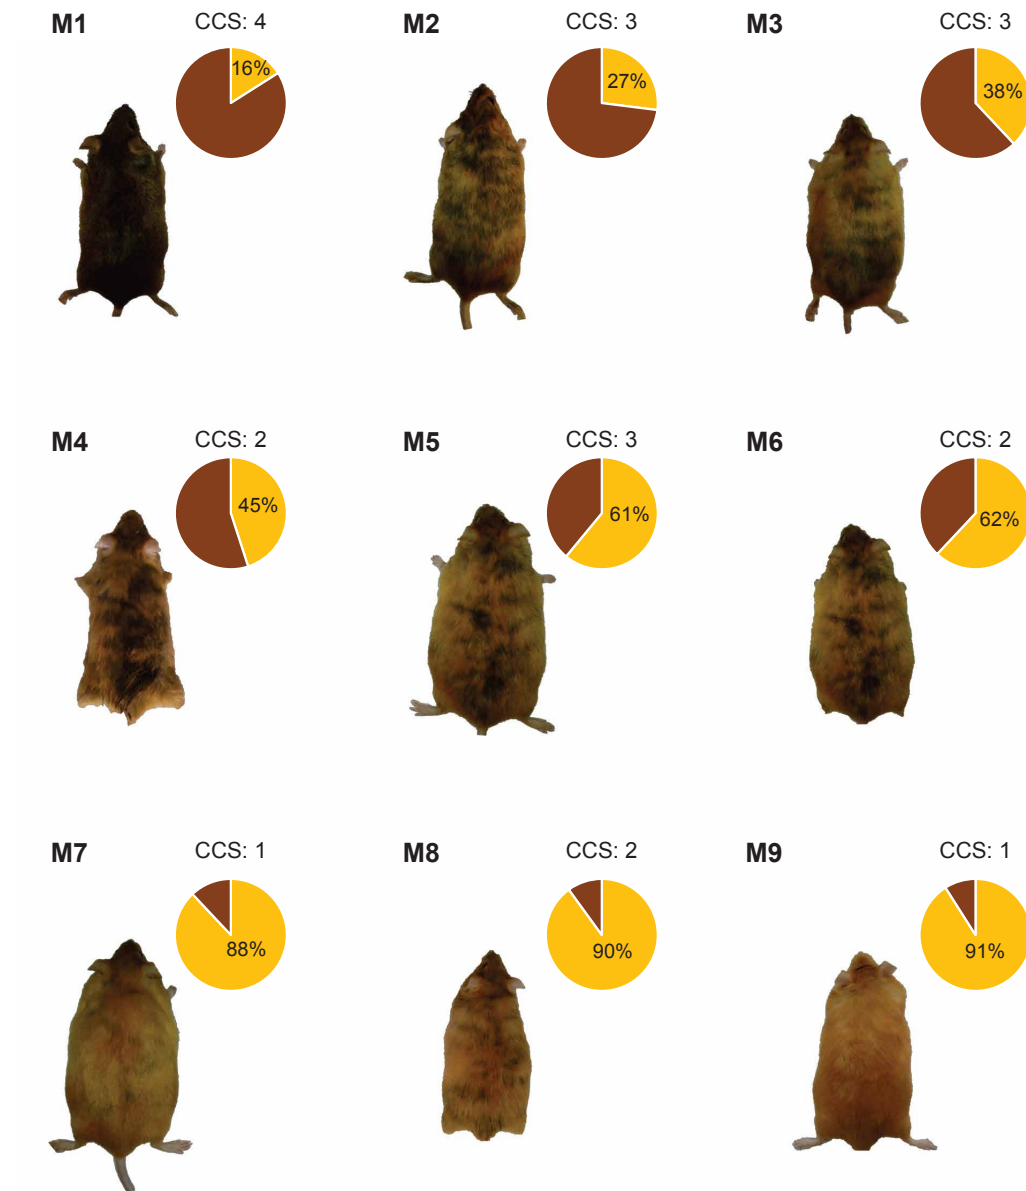 M1 CCS: 4 M2 CCS: 3 M3 CCS: 3
16% 27% 38%
M4 CCS: 2 M5 CCS: 3 M6 CCS: 2
45% 61% 62%
M7 CCS: 1 M8 CCS: 2 M9 CCS: 1
88% 90% 91%